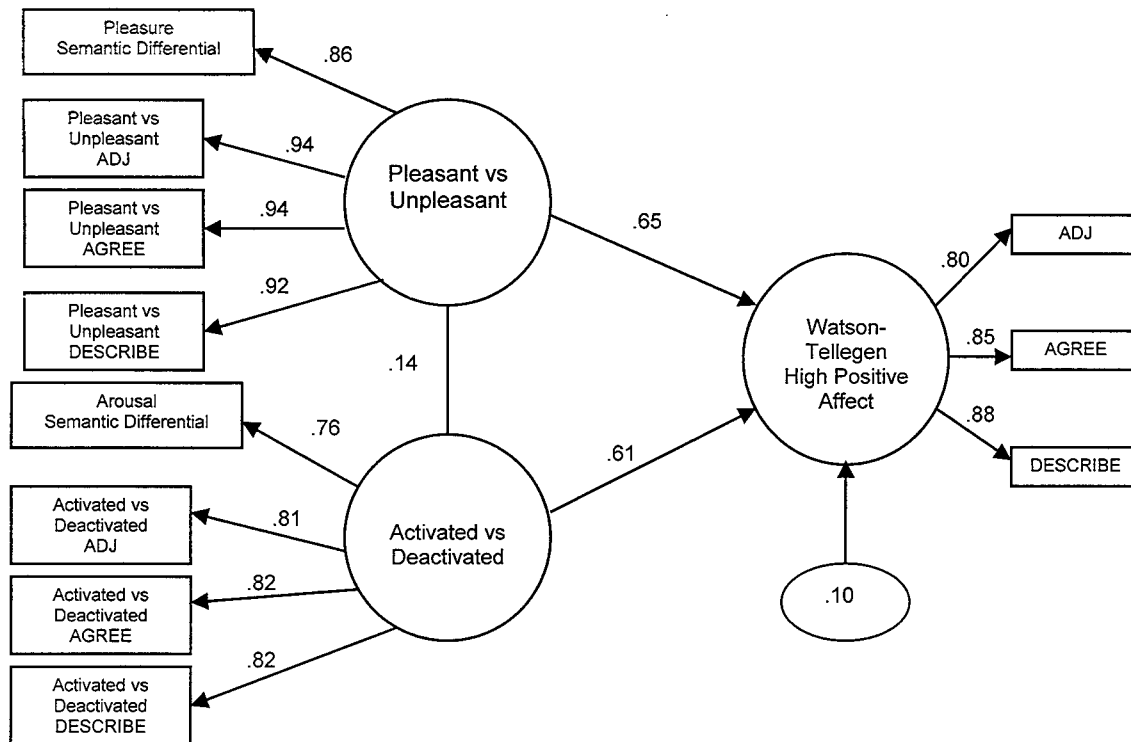 Pleasure
Semantic Differential
.86
Pleasant vs
Unpleasant
ADJ
.94
Pleasant vs
Unpleasant
AGREE
.94
Pleasant vs
Unpleasant
DESCRIBE
.92
Pleasant vs
Unpleasant
.65
.14
Arousal
Semantic Differential
.76
Activated vs
Deactivated
ADJ
.81
Activated vs
Deactivated
AGREE
.82
Activated vs
Deactivated
DESCRIBE
.82
Activated vs
Deactivated
.61
Watson-
Tellegen
High Positive
Affect
.10
.80
ADJ
.85
AGREE
.88
DESCRIBE